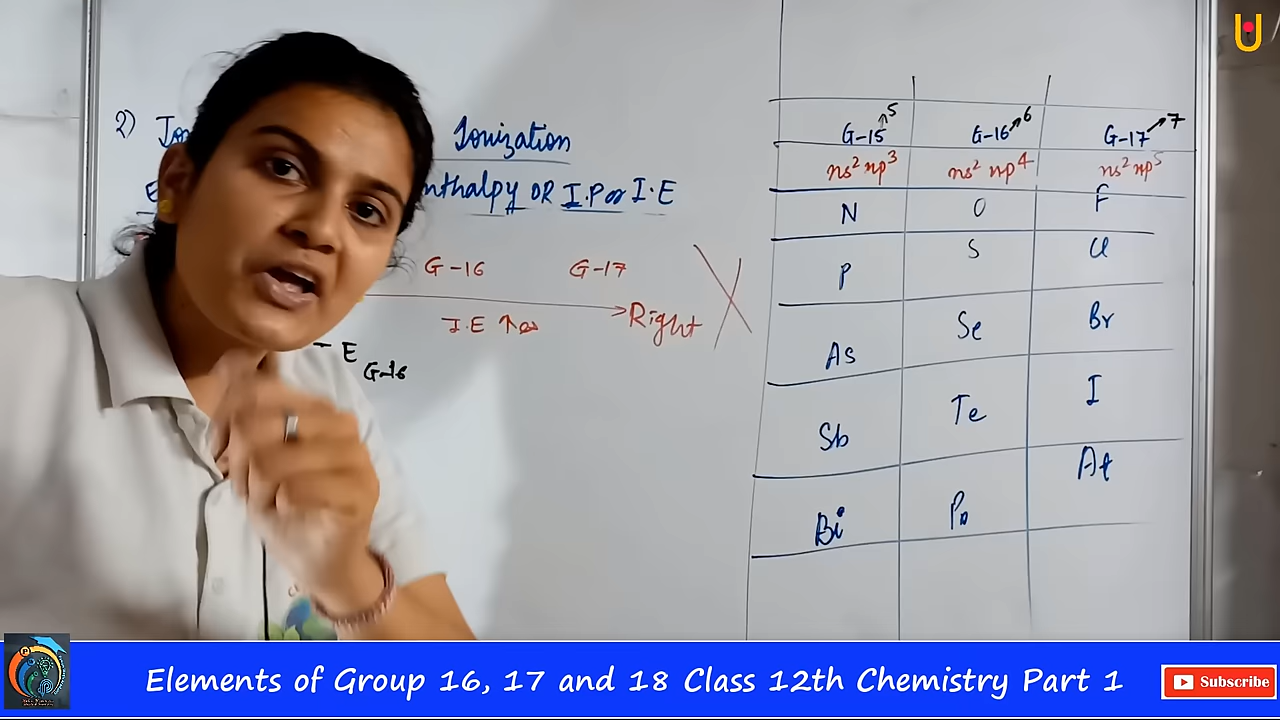 2) Ionization
nthalpy OR I.P or I.E
G-16 G-17
I.E ↑es
Right
- E G-16
5 6 7
G-15 G-16 G-17
ns² np³ ns² np⁴ ns² np⁵
N O F
P S Cl
As Se Br
Sb Te I
Bi Po At
U
Elements of Group 16, 17 and 18 Class 12th Chemistry Part 1
Subscribe